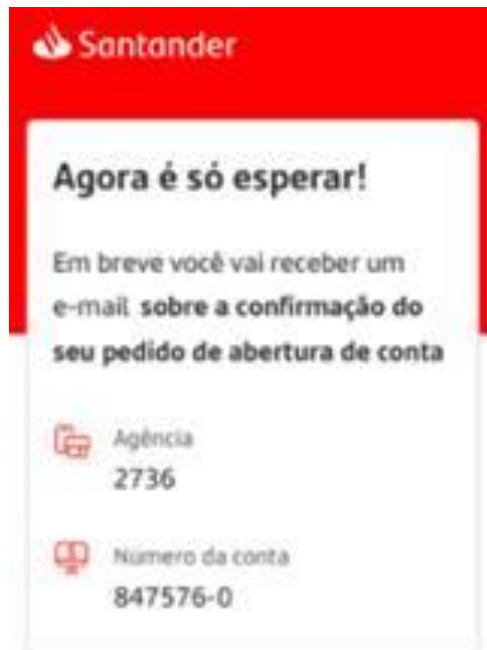 Santander
Agora é só esperar!
Em breve você vai receber um
e-mail sobre a confirmação do
seu pedido de abertura de conta
Agência
2736
Número da conta
847576-0